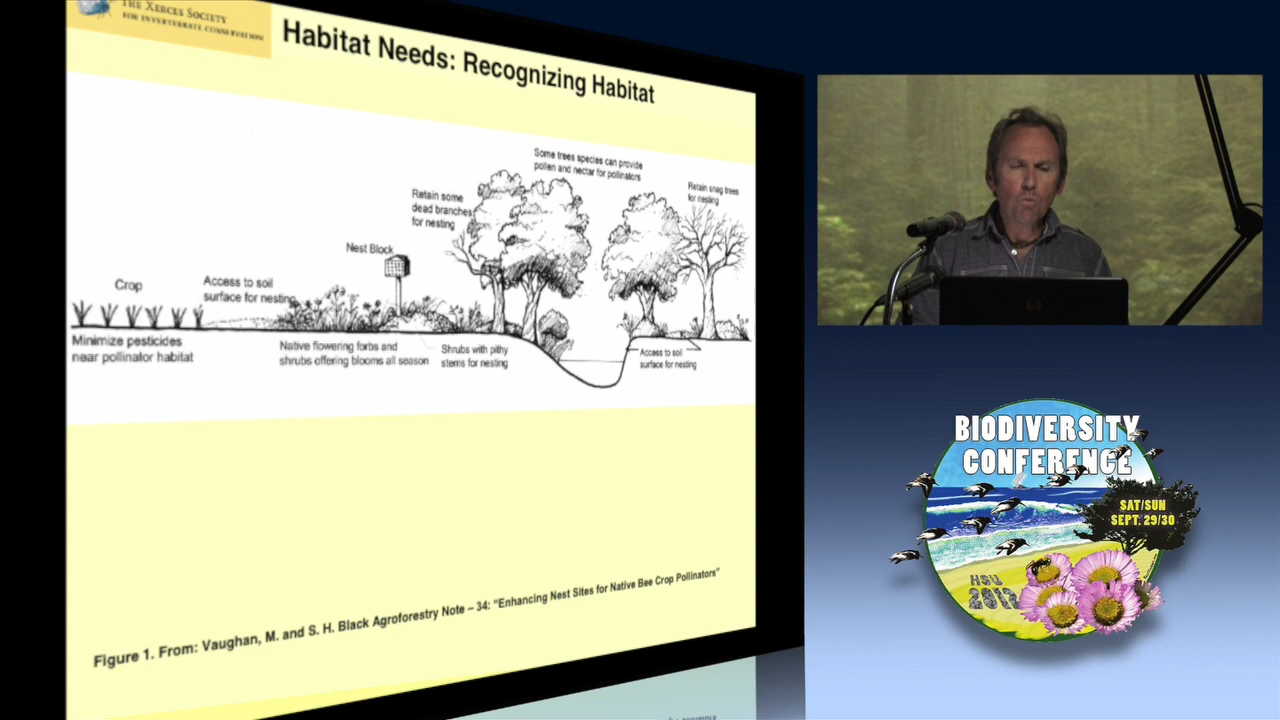 THE XERCES SOCIETY
FOR INVERTEBRATE CONSERVATION
Habitat Needs: Recognizing Habitat
Some trees species can provide
pollen and nectar for pollinators
Retain snag trees
for nesting
Retain some
dead branches
for nesting
Nest Block
Crop
Access to soil
surface for nesting
Minimize pesticides
near pollinator habitat
Native flowering forbs and
shrubs offering blooms all season
Shrubs with pithy
stems for nesting
Access to soil
surface for nesting
Figure 1. From: Vaughan, M. and S. H. Black Agroforestry Note – 34: “Enhancing Nest Sites for Native Bee Crop Pollinators”
BIODIVERSITY
CONFERENCE
SAT/SUN
SEPT. 29/30
HSU
2012
hp